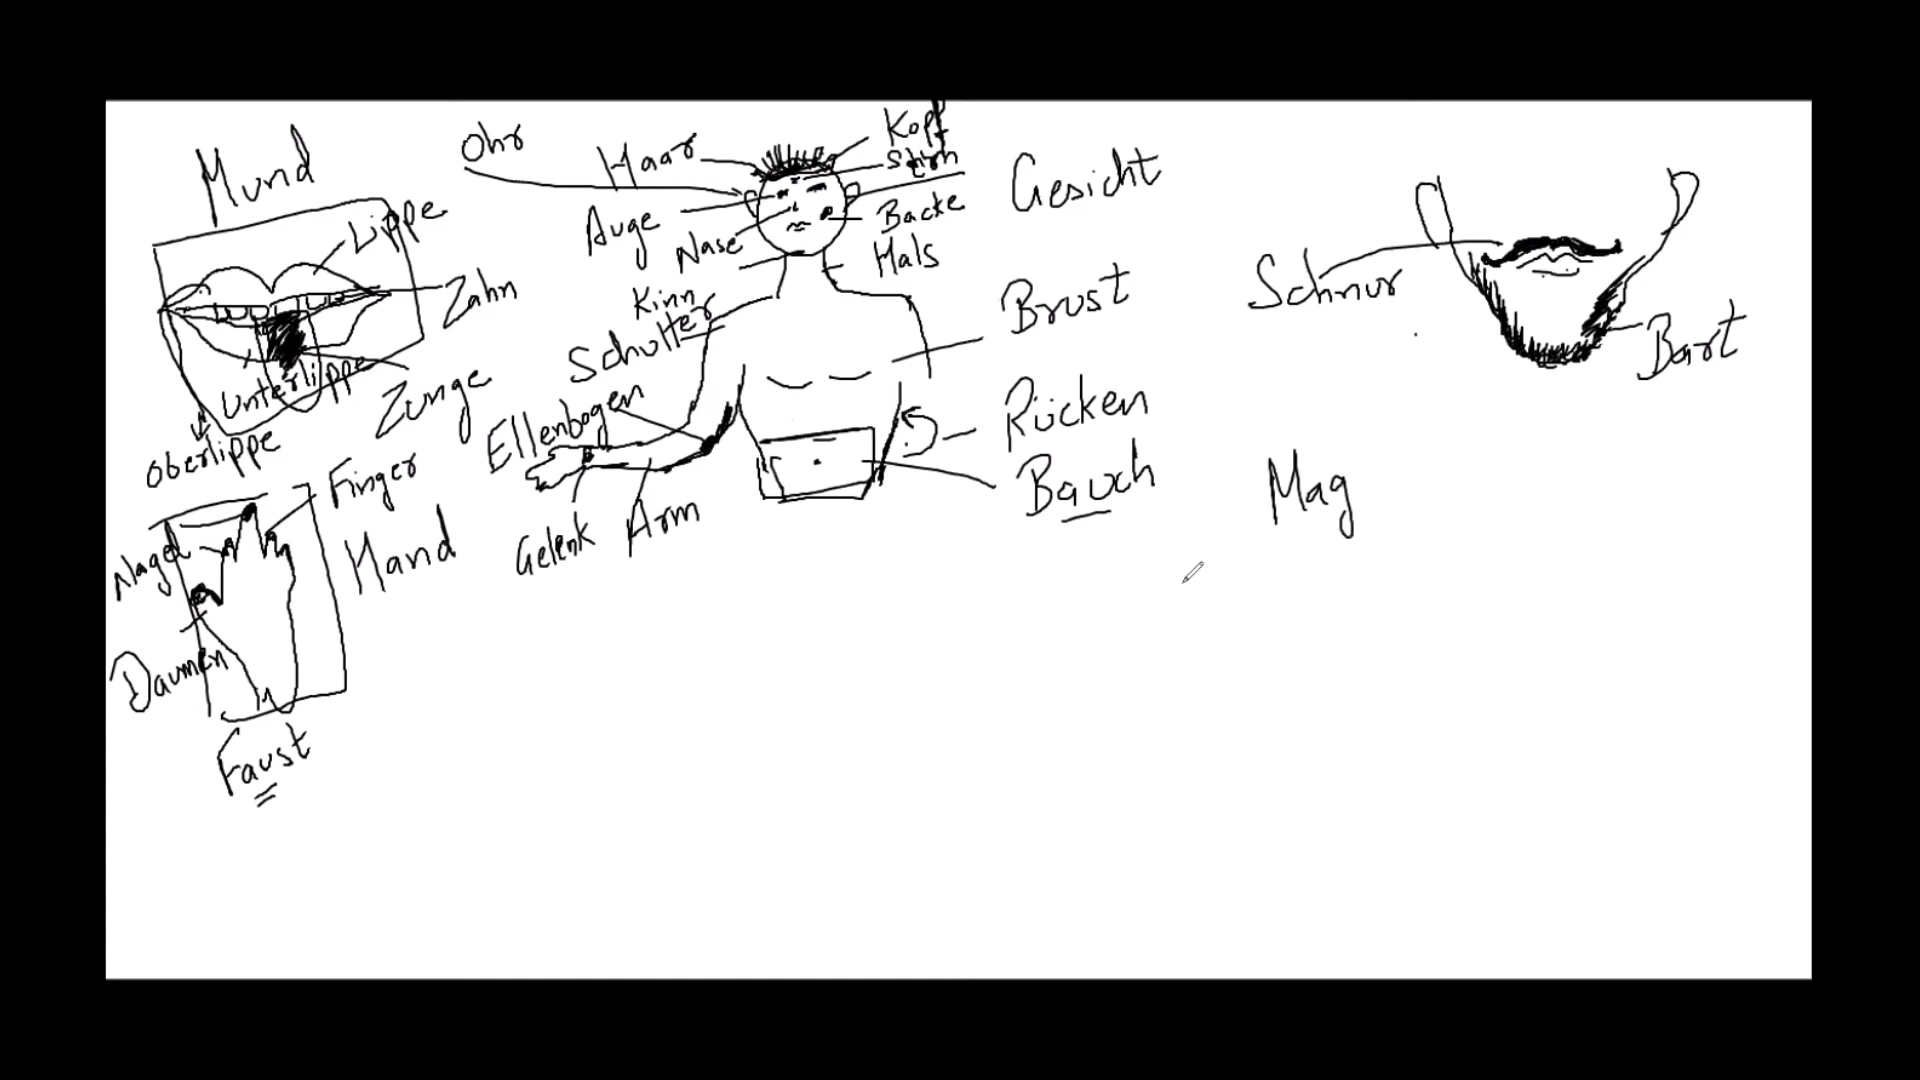 Mund
Lippe
Zahn
Unterlippe
Zunge
Oberlippe
Ohr
Haar
Kopf
Stirn
Auge
Nase
Backe
Hals
Kinn
Schulter
Ellenbogen
Gelenk
Arm
Gesicht
Brust
Rücken
Bauch
Schnur
Bart
Mag
Finger
Nagel
Hand
Daumen
Faust